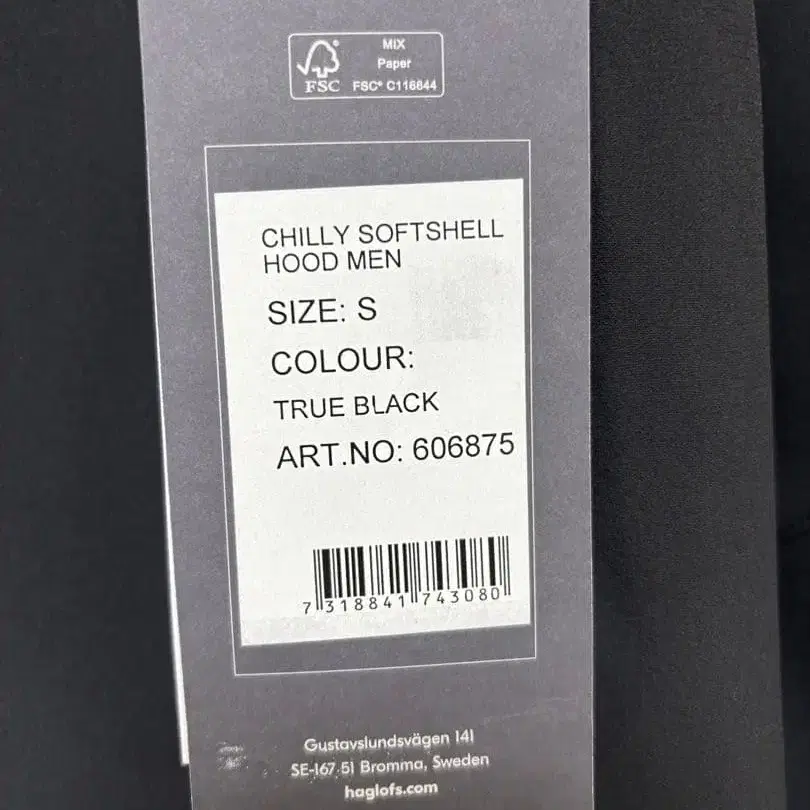 MIX
Paper
FSC® C116644
FSC
CHILLY SOFTSHELL
HOOD MEN
SIZE: S
COLOUR:
TRUE BLACK
ART.NO: 606875
7 318841 743080
Gustavslundsvägen 141
SE-167 51 Bromma, Sweden
haglofs.com